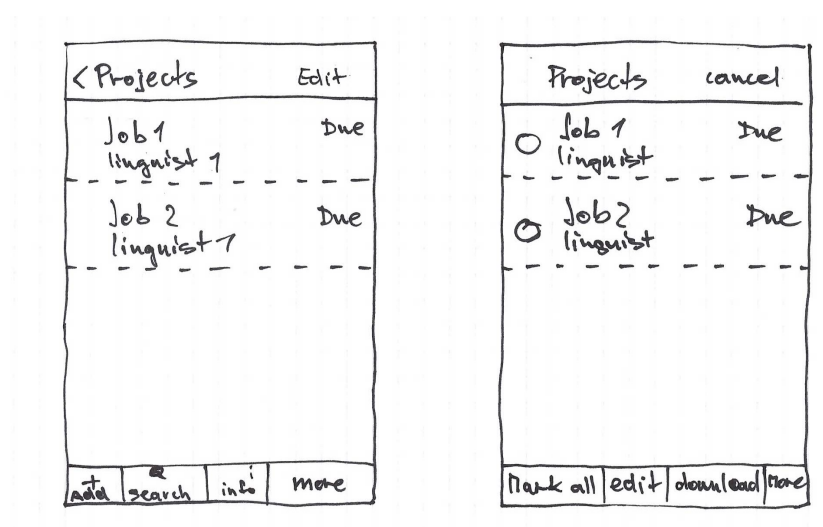 < Projects Edit
Job 1 Due
linguist 1
Job 2 Due
linguist 1
+ Add search i info more
Projects cancel
Job 1 Due
linguist
Job 2 Due
linguist
Mark all edit download More